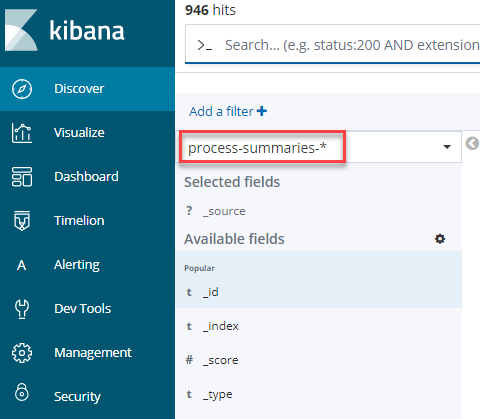 kibana
Discover
Visualize
Dashboard
Timelion
A Alerting
Dev Tools
Management
Security
946 hits
>_ Search... (e.g. status:200 AND extension
Add a filter +
process-summaries-*
Selected fields
? _source
Available fields
Popular
t _id
t _index
# _score
t _type